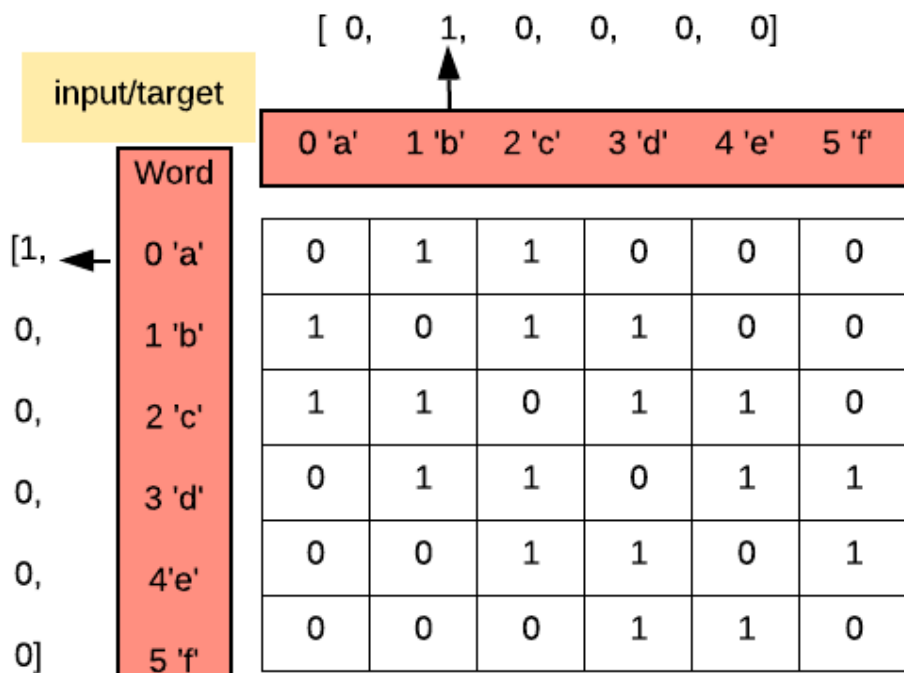 [ 0, 1, 0, 0, 0, 0]
input/target
0 'a' 1 'b' 2 'c' 3 'd' 4 'e' 5 'f'
Word
[1, 0 'a' 0 1 1 0 0 0
0, 1 'b' 1 0 1 1 0 0
0, 2 'c' 1 1 0 1 1 0
0, 3 'd' 0 1 1 0 1 1
0, 4'e' 0 0 1 1 0 1
0] 5 'f' 0 0 0 1 1 0